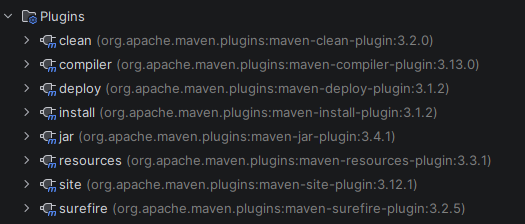 Plugins
clean (org.apache.maven.plugins:maven-clean-plugin:3.2.0)
compiler (org.apache.maven.plugins:maven-compiler-plugin:3.13.0)
deploy (org.apache.maven.plugins:maven-deploy-plugin:3.1.2)
install (org.apache.maven.plugins:maven-install-plugin:3.1.2)
jar (org.apache.maven.plugins:maven-jar-plugin:3.4.1)
resources (org.apache.maven.plugins:maven-resources-plugin:3.3.1)
site (org.apache.maven.plugins:maven-site-plugin:3.12.1)
surefire (org.apache.maven.plugins:maven-surefire-plugin:3.2.5)